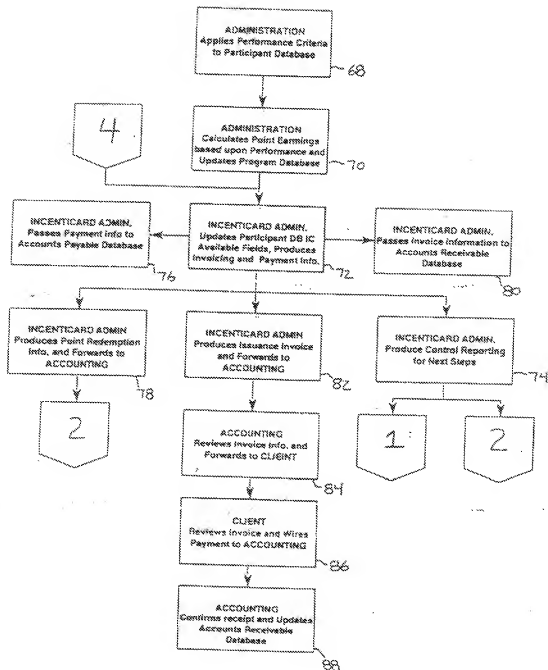 ADMINISTRATION
Applies Performance Criteria
to Participant Database
68
4
ADMINISTRATION
Calculates Point Earnings
based upon Performance and
Updates Program Database
70
INCENTICARD ADMIN.
Passes Payment Info to
Accounts Payable Database
76
INCENTICARD ADMIN.
Updates Participant DB IC
Available Fields, Produces
Invoicing and Payment Info.
72
INCENTICARD ADMIN.
Passes Invoice Information to
Accounts Receivable
Database
80
INCENTICARD ADMIN
Produces Point Redemption
Info. and Forwards to
ACCOUNTING
78
INCENTICARD ADMIN
Produces Issuance Invoice
and Forwards to
ACCOUNTING
82
INCENTICARD ADMIN.
Produce Control Reporting
for Next Steps
74
2
1
2
ACCOUNTING
Reviews Invoice Info. and
Forwards to CLIEINT
84
CLIENT
Reviews Invoice and Wires
Payment to ACCOUNTING
86
ACCOUNTING
Confirms receipt and Updates
Accounts Receivable
Database
88